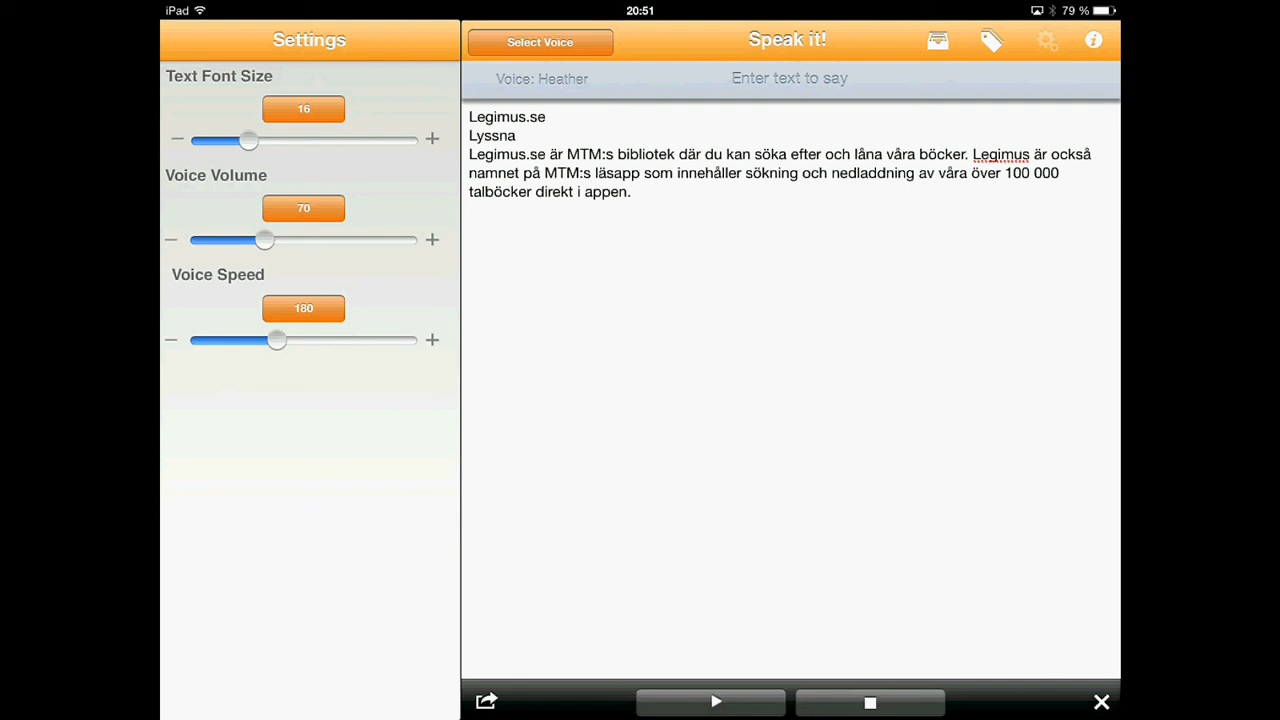 iPad
20:51
79 %
Settings
Text Font Size
16
Voice Volume
70
Voice Speed
180
Select Voice
Speak it!
Voice: Heather
Enter text to say
Legimus.se
Lyssna
Legimus.se är MTM:s bibliotek där du kan söka efter och låna våra böcker. Legimus är också
namnet på MTM:s läsapp som innehåller sökning och nedladdning av våra över 100 000
talböcker direkt i appen.